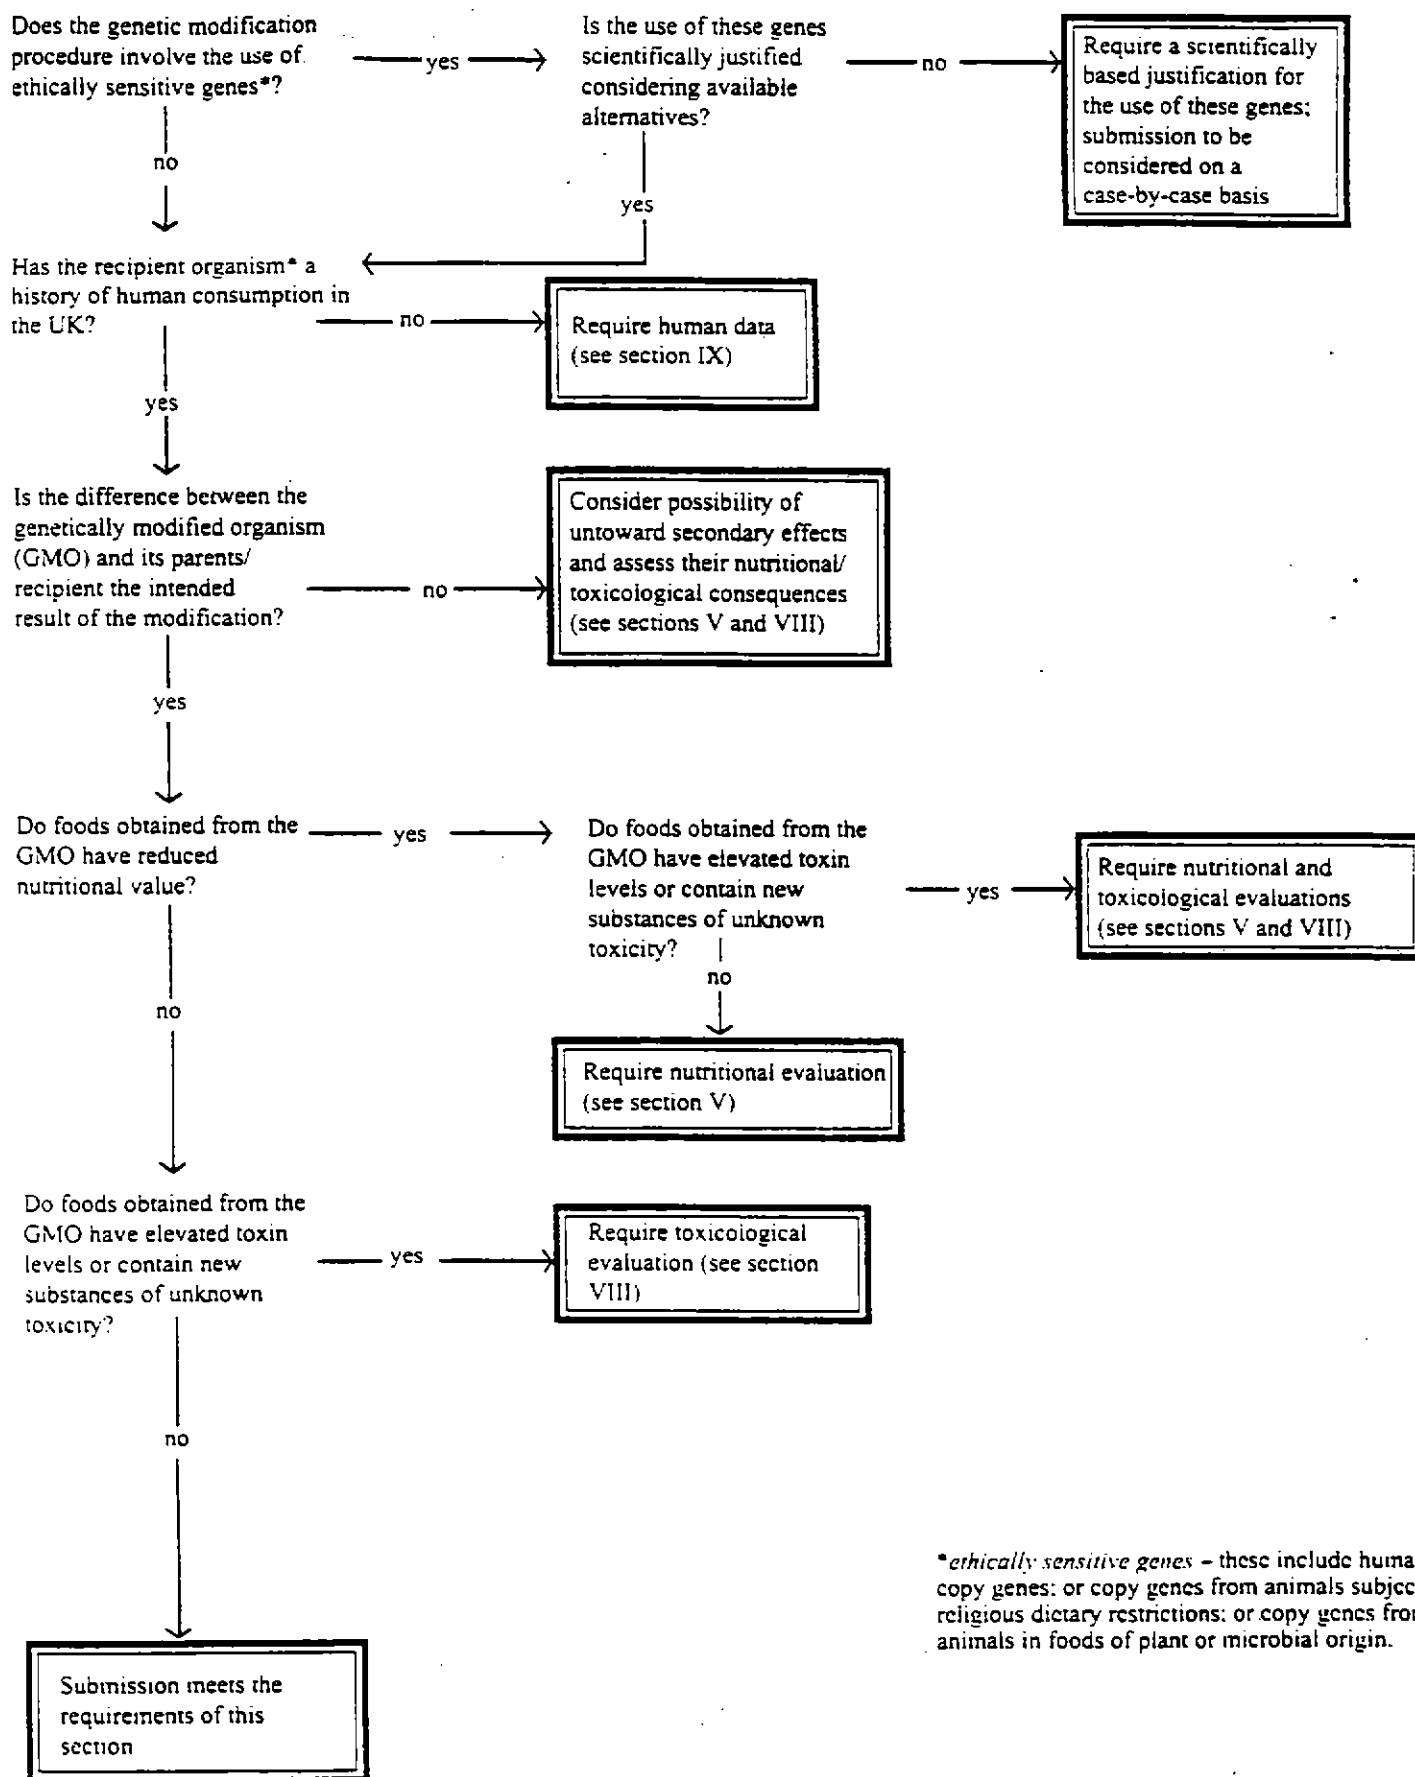 Does the genetic modification
procedure involve the use of
ethically sensitive genes*?
yes
Is the use of these genes
scientifically justified
considering available
alternatives?
no
Require a scientifically
based justification for
the use of these genes;
submission to be
considered on a
case-by-case basis
no
yes
Has the recipient organism* a
history of human consumption in
the UK?
no
Require human data
(see section IX)
yes
Is the difference between the
genetically modified organism
(GMO) and its parents/
recipient the intended
result of the modification?
no
Consider possibility of
untoward secondary effects
and assess their nutritional/
toxicological consequences
(see sections V and VIII)
yes
Do foods obtained from the
GMO have reduced
nutritional value?
yes
Do foods obtained from the
GMO have elevated toxin
levels or contain new
substances of unknown
toxicity?
yes
Require nutritional and
toxicological evaluations
(see sections V and VIII)
no
Require nutritional evaluation
(see section V)
no
Do foods obtained from the
GMO have elevated toxin
levels or contain new
substances of unknown
toxicity?
yes
Require toxicological
evaluation (see section
VIII)
no
Submission meets the
requirements of this
section
*ethically sensitive genes – these include huma
copy genes; or copy genes from animals subjec
religious dietary restrictions; or copy genes fro
animals in foods of plant or microbial origin.